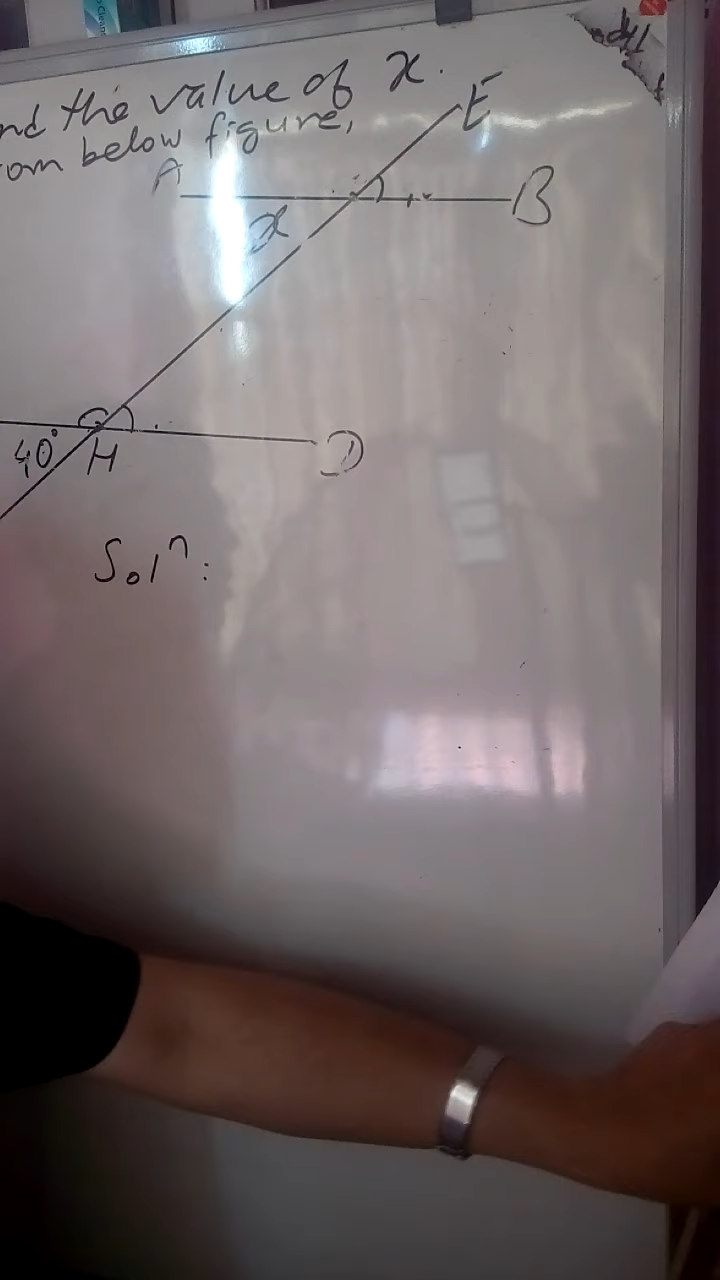 nd the value of x.
om below figure,
E
A
B
x
40° H
D
Solⁿ: